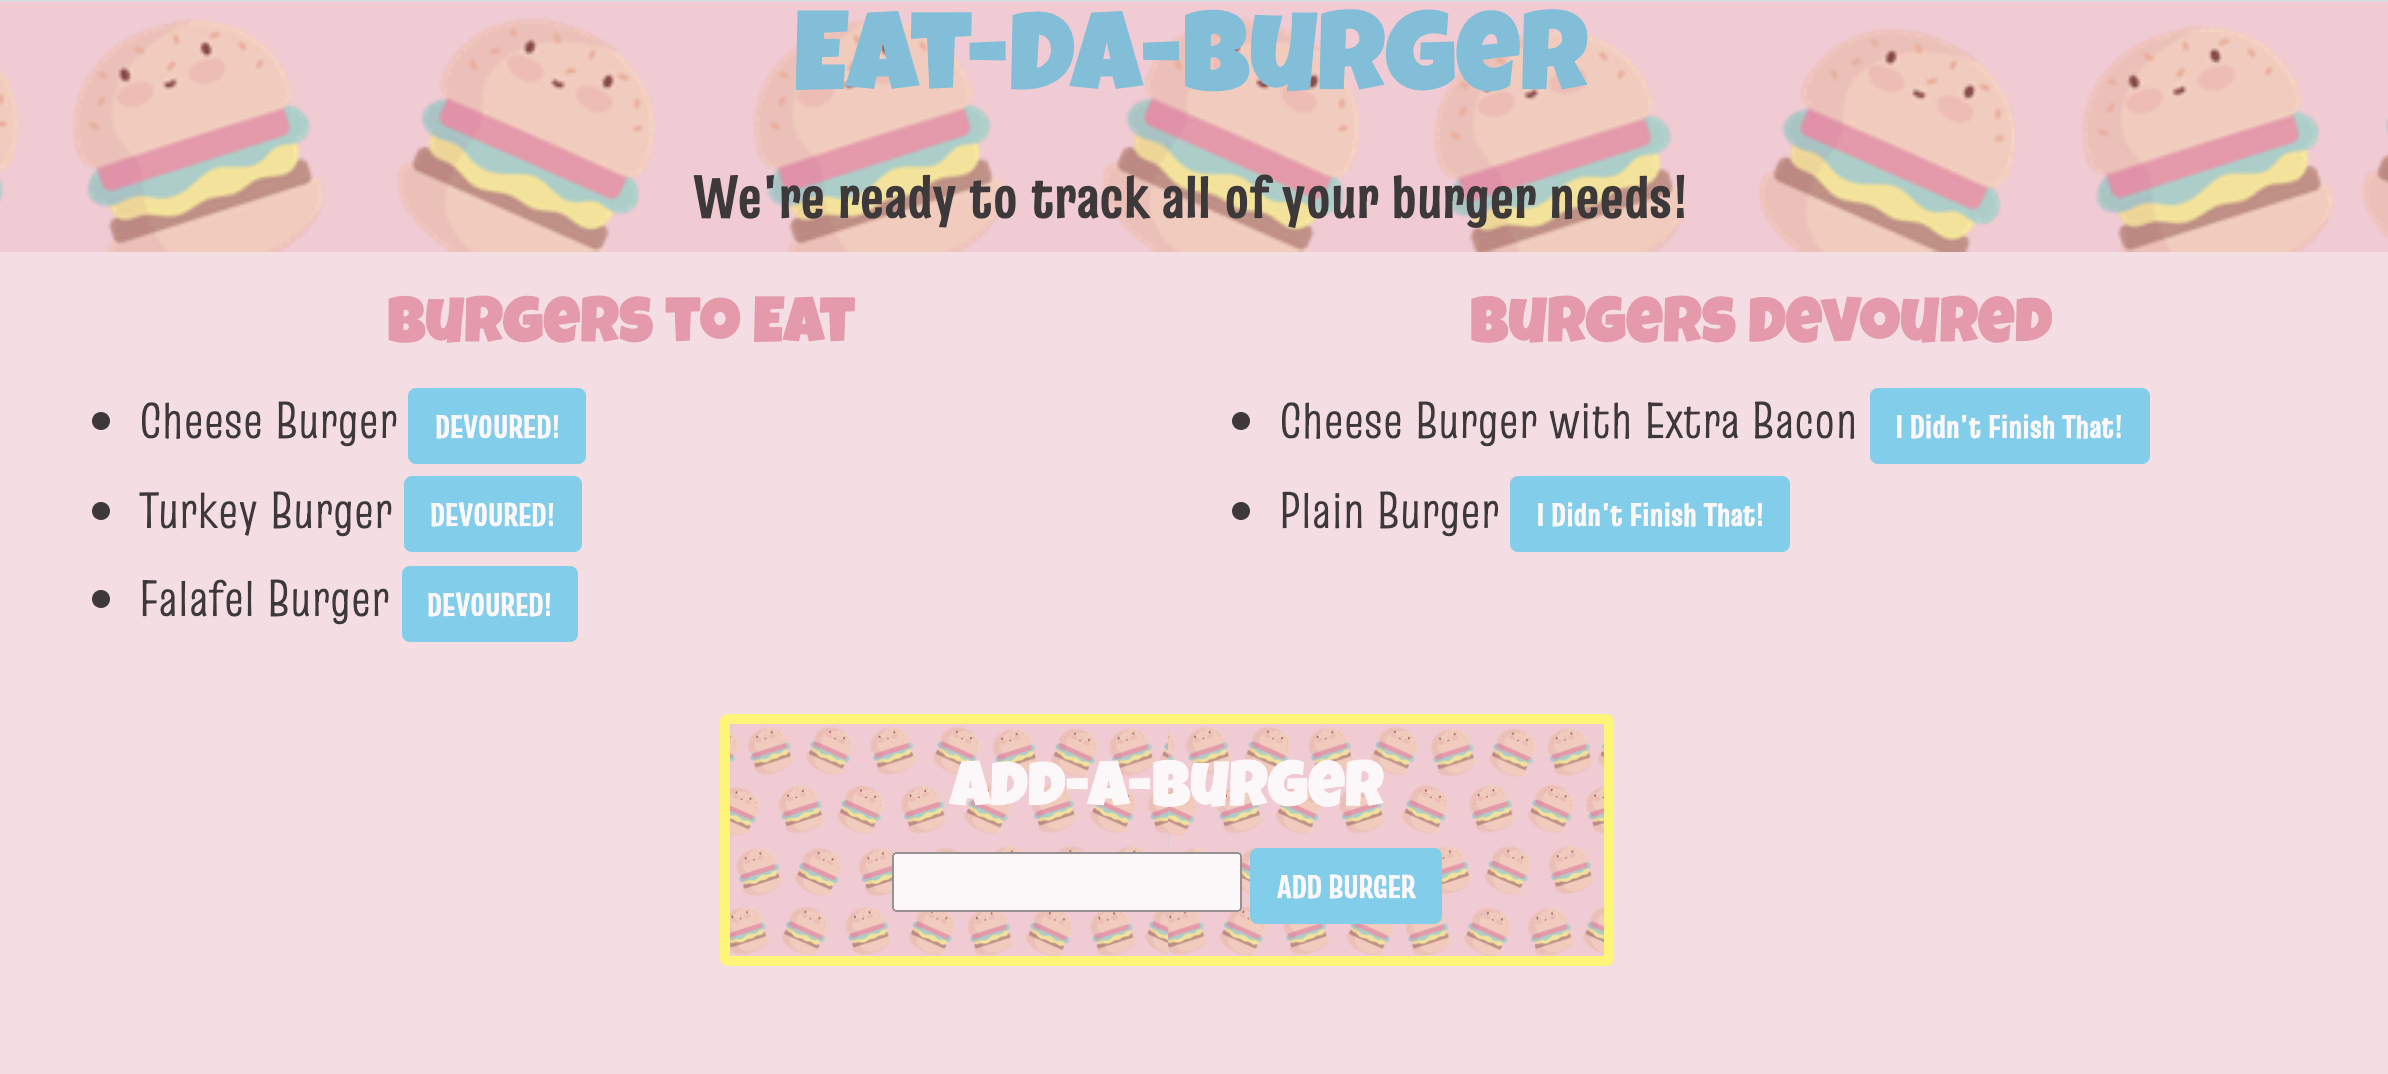 EAT-DA-BURGER
We're ready to track all of your burger needs!
BURGERS TO EAT
Cheese Burger DEVOURED!
Turkey Burger DEVOURED!
Falafel Burger DEVOURED!
BURGERS DEVOURED
Cheese Burger with Extra Bacon I Didn't Finish That!
Plain Burger I Didn't Finish That!
ADD-A-BURGER
ADD BURGER